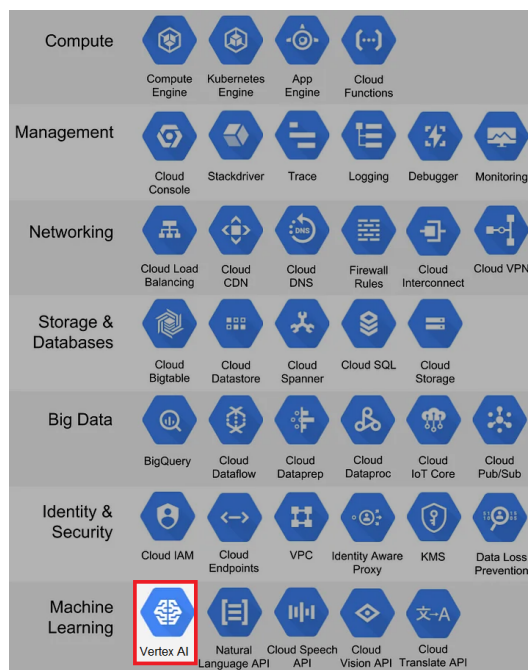 Compute
Compute
Engine
Kubernetes
Engine
App
Engine
Cloud
Functions
Management
Cloud
Console
Stackdriver
Trace
Logging
Debugger
Monitoring
Networking
Cloud Load
Balancing
Cloud
CDN
DNS
Cloud
DNS
Firewall
Rules
Cloud
Interconnect
Cloud VPN
Storage &
Databases
Cloud
Bigtable
Cloud
Datastore
Cloud
Spanner
Cloud SQL
Cloud
Storage
Big Data
BigQuery
Cloud
Dataflow
Cloud
Dataprep
Cloud
Dataproc
Cloud
IoT Core
Cloud
Pub/Sub
Identity &
Security
Cloud IAM
Cloud
Endpoints
VPC
Identity Aware
Proxy
KMS
Data Loss
Prevention
Machine
Learning
Vertex AI
Natural
Language API
Cloud Speech
API
Cloud
Vision API
文→A
Cloud
Translate API